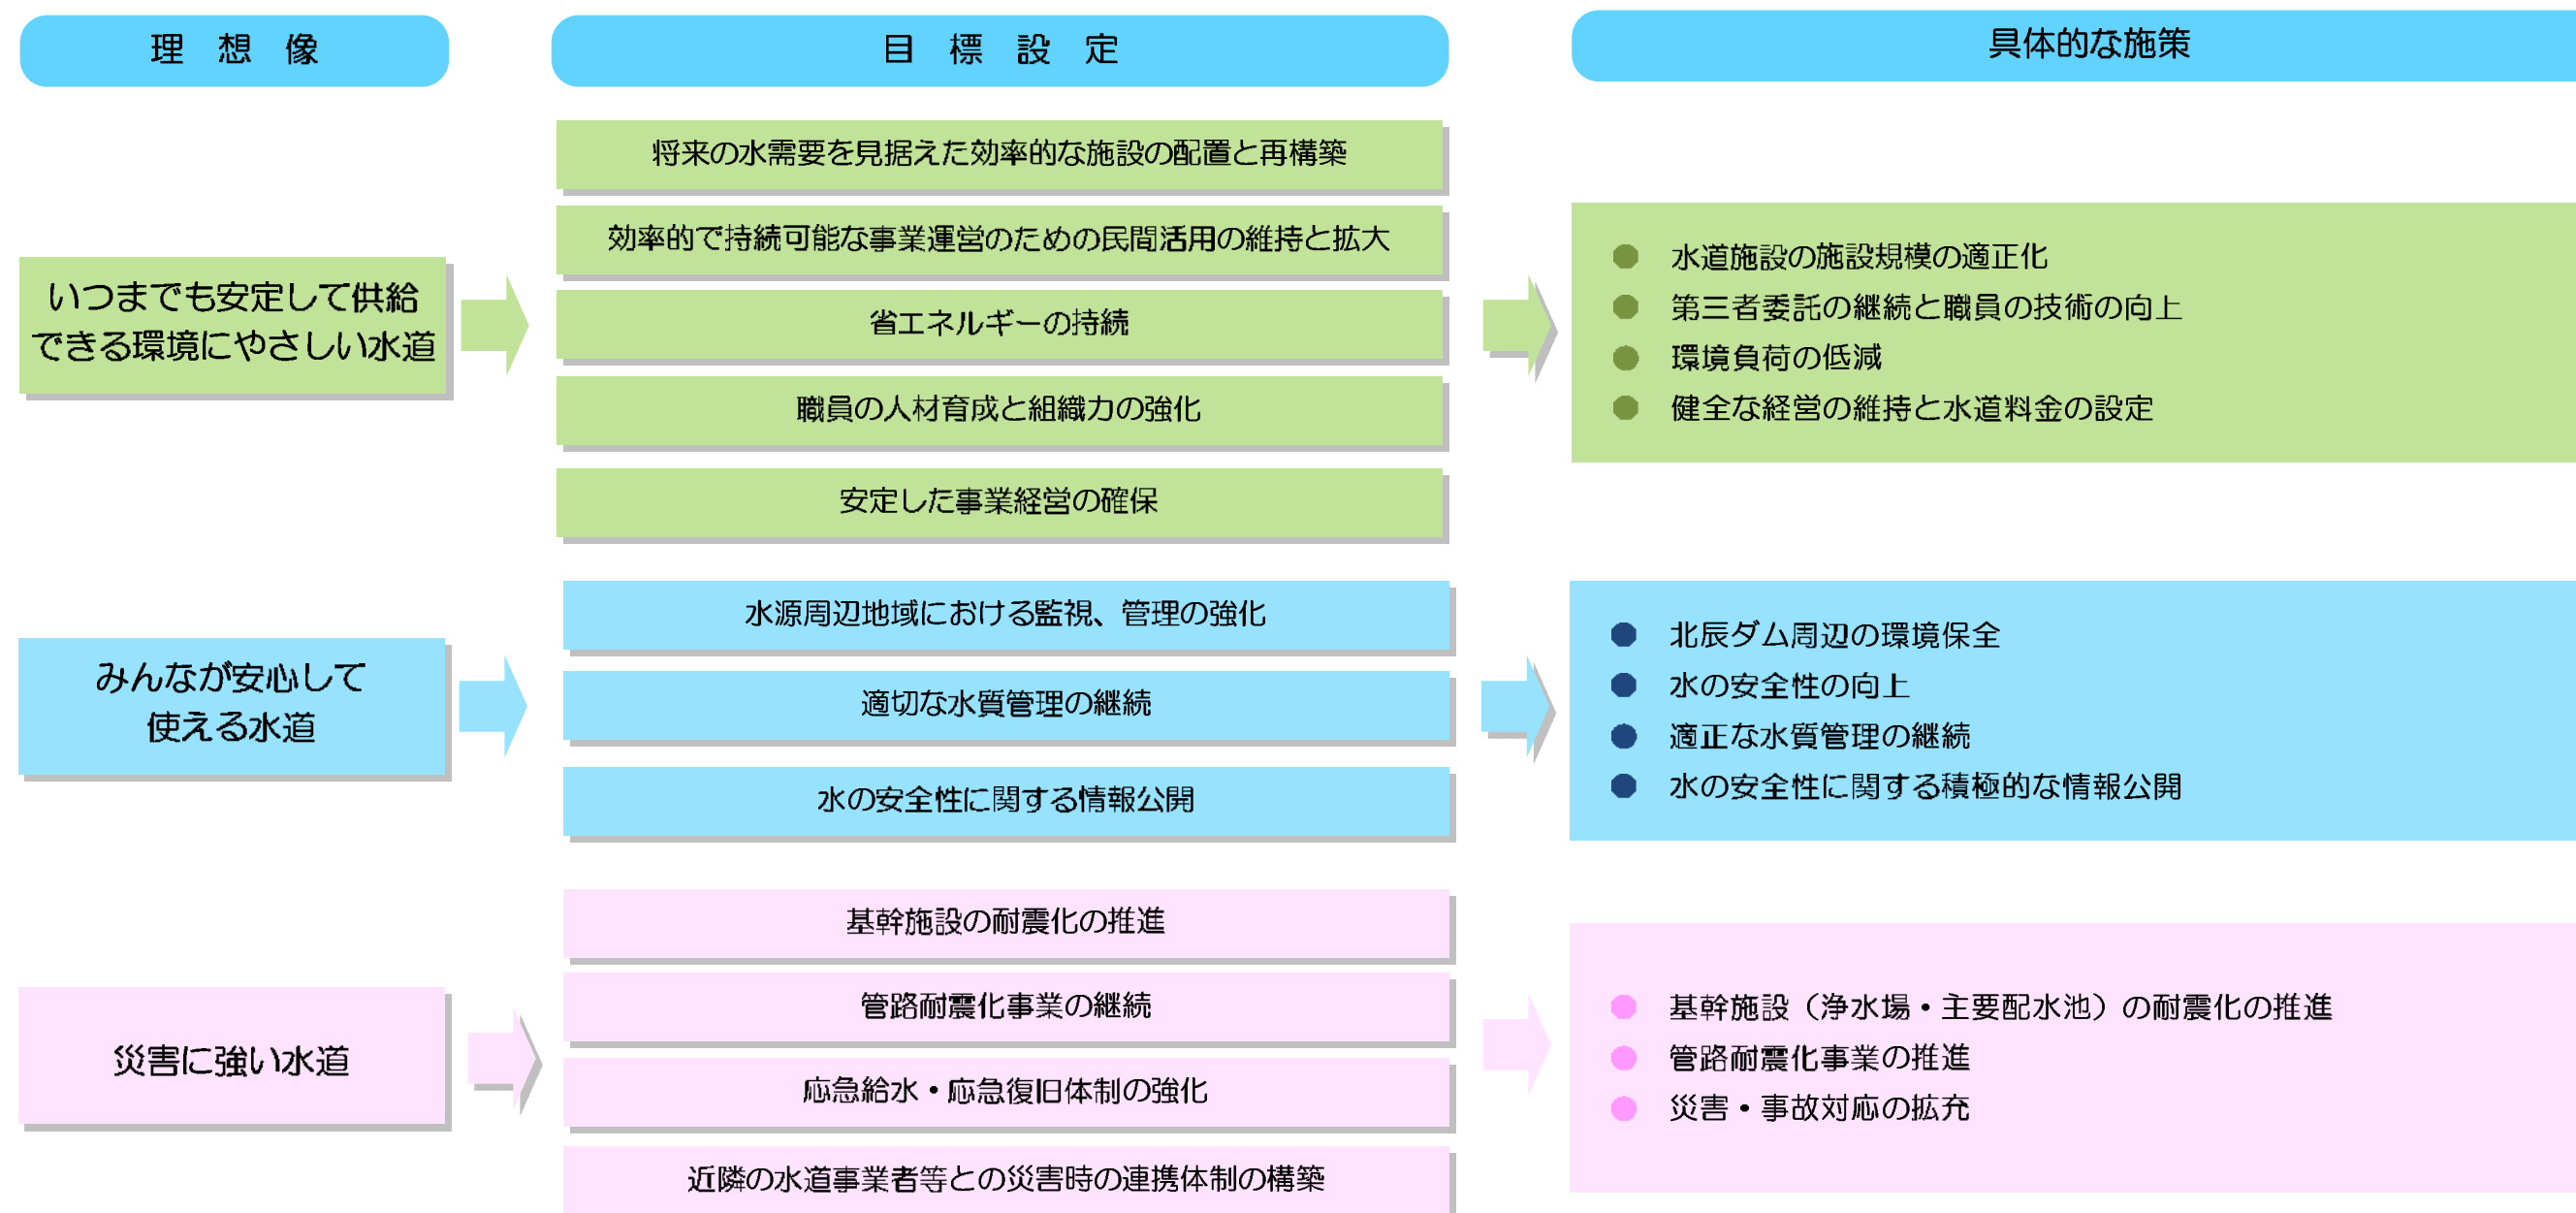 理　想　像
目　標　設　定
具体的な施策
いつまでも安定して供給
できる環境にやさしい水道
将来の水需要を見据えた効率的な施設の配置と再構築
効率的で持続可能な事業運営のための民間活用の維持と拡大
省エネルギーの持続
職員の人材育成と組織力の強化
安定した事業経営の確保
水道施設の施設規模の適正化
第三者委託の継続と職員の技術の向上
環境負荷の低減
健全な経営の維持と水道料金の設定
みんなが安心して
使える水道
水源周辺地域における監視、管理の強化
適切な水質管理の継続
水の安全性に関する情報公開
北辰ダム周辺の環境保全
水の安全性の向上
適正な水質管理の継続
水の安全性に関する積極的な情報公開
災害に強い水道
基幹施設の耐震化の推進
管路耐震化事業の継続
応急給水・応急復旧体制の強化
近隣の水道事業者等との災害時の連携体制の構築
基幹施設（浄水場・主要配水池）の耐震化の推進
管路耐震化事業の推進
災害・事故対応の拡充